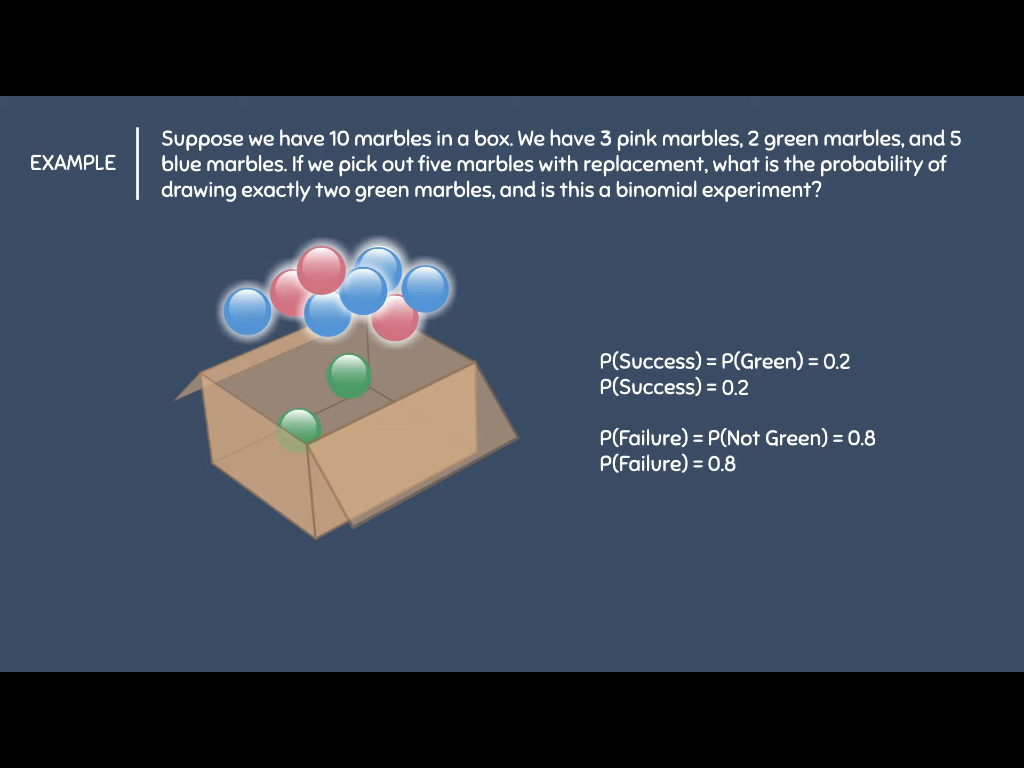 EXAMPLE
Suppose we have 10 marbles in a box. We have 3 pink marbles, 2 green marbles, and 5
blue marbles. If we pick out five marbles with replacement, what is the probability of
drawing exactly two green marbles, and is this a binomial experiment?
P(Success) = P(Green) = 0.2
P(Success) = 0.2
P(Failure) = P(Not Green) = 0.8
P(Failure) = 0.8